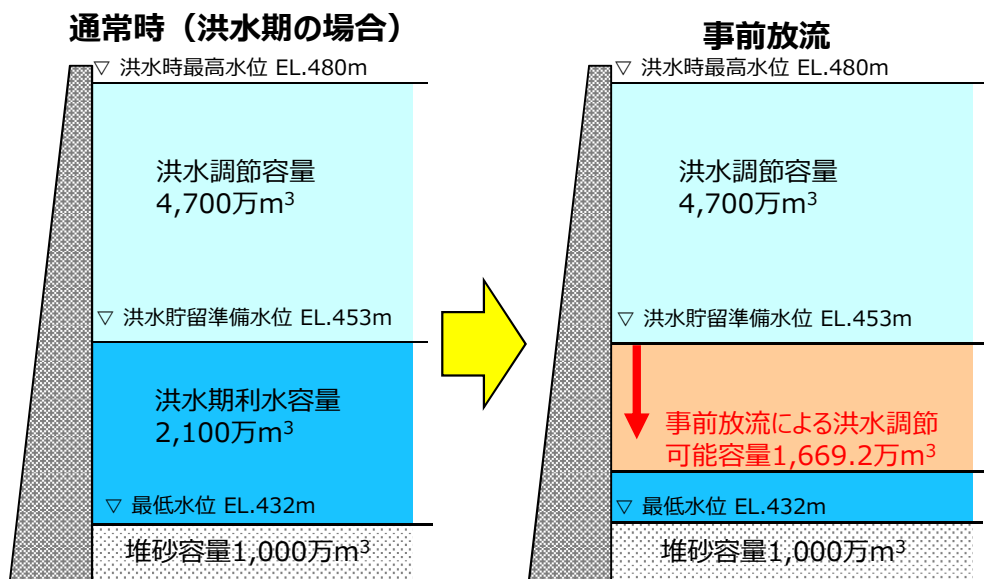 通常時（洪水期の場合）
▽ 洪水時最高水位 EL.480m
洪水調節容量
4,700万m³
▽ 洪水貯留準備水位 EL.453m
洪水期利水容量
2,100万m³
▽ 最低水位 EL.432m
堆砂容量1,000万m³
事前放流
▽ 洪水時最高水位 EL.480m
洪水調節容量
4,700万m³
▽ 洪水貯留準備水位 EL.453m
事前放流による洪水調節
可能容量1,669.2万m³
▽ 最低水位 EL.432m
堆砂容量1,000万m³